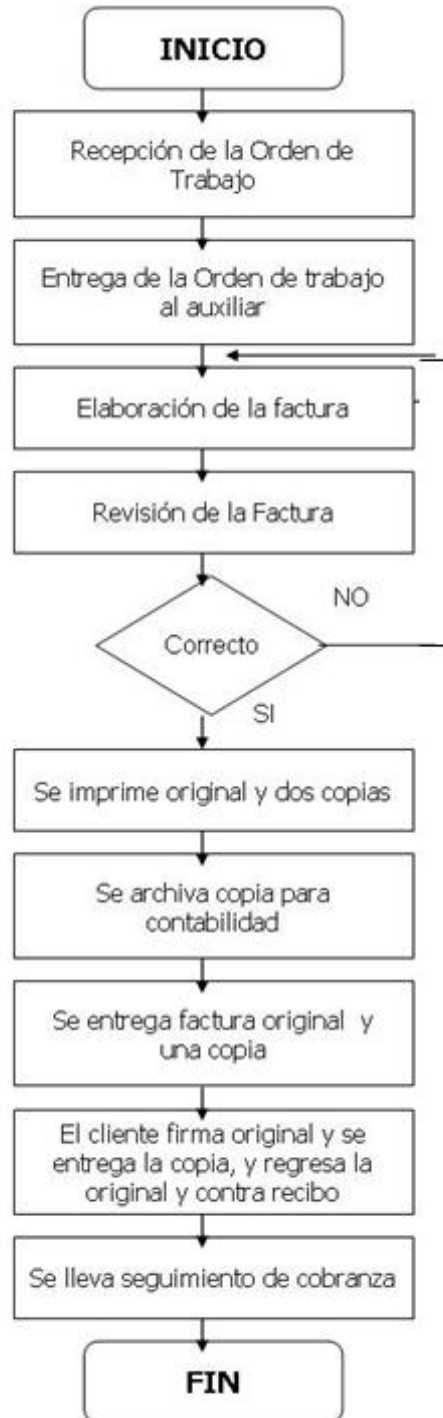 INICIO
Recepción de la Orden de
Trabajo
Entrega de la Orden de trabajo
al auxiliar
Elaboración de la factura
Revisión de la Factura
NO
Correcto
SI
Se imprime original y dos copias
Se archiva copia para
contabilidad
Se entrega factura original y
una copia
El cliente firma original y se
entrega la copia, y regresa la
original y contra recibo
Se lleva seguimiento de cobranza
FIN